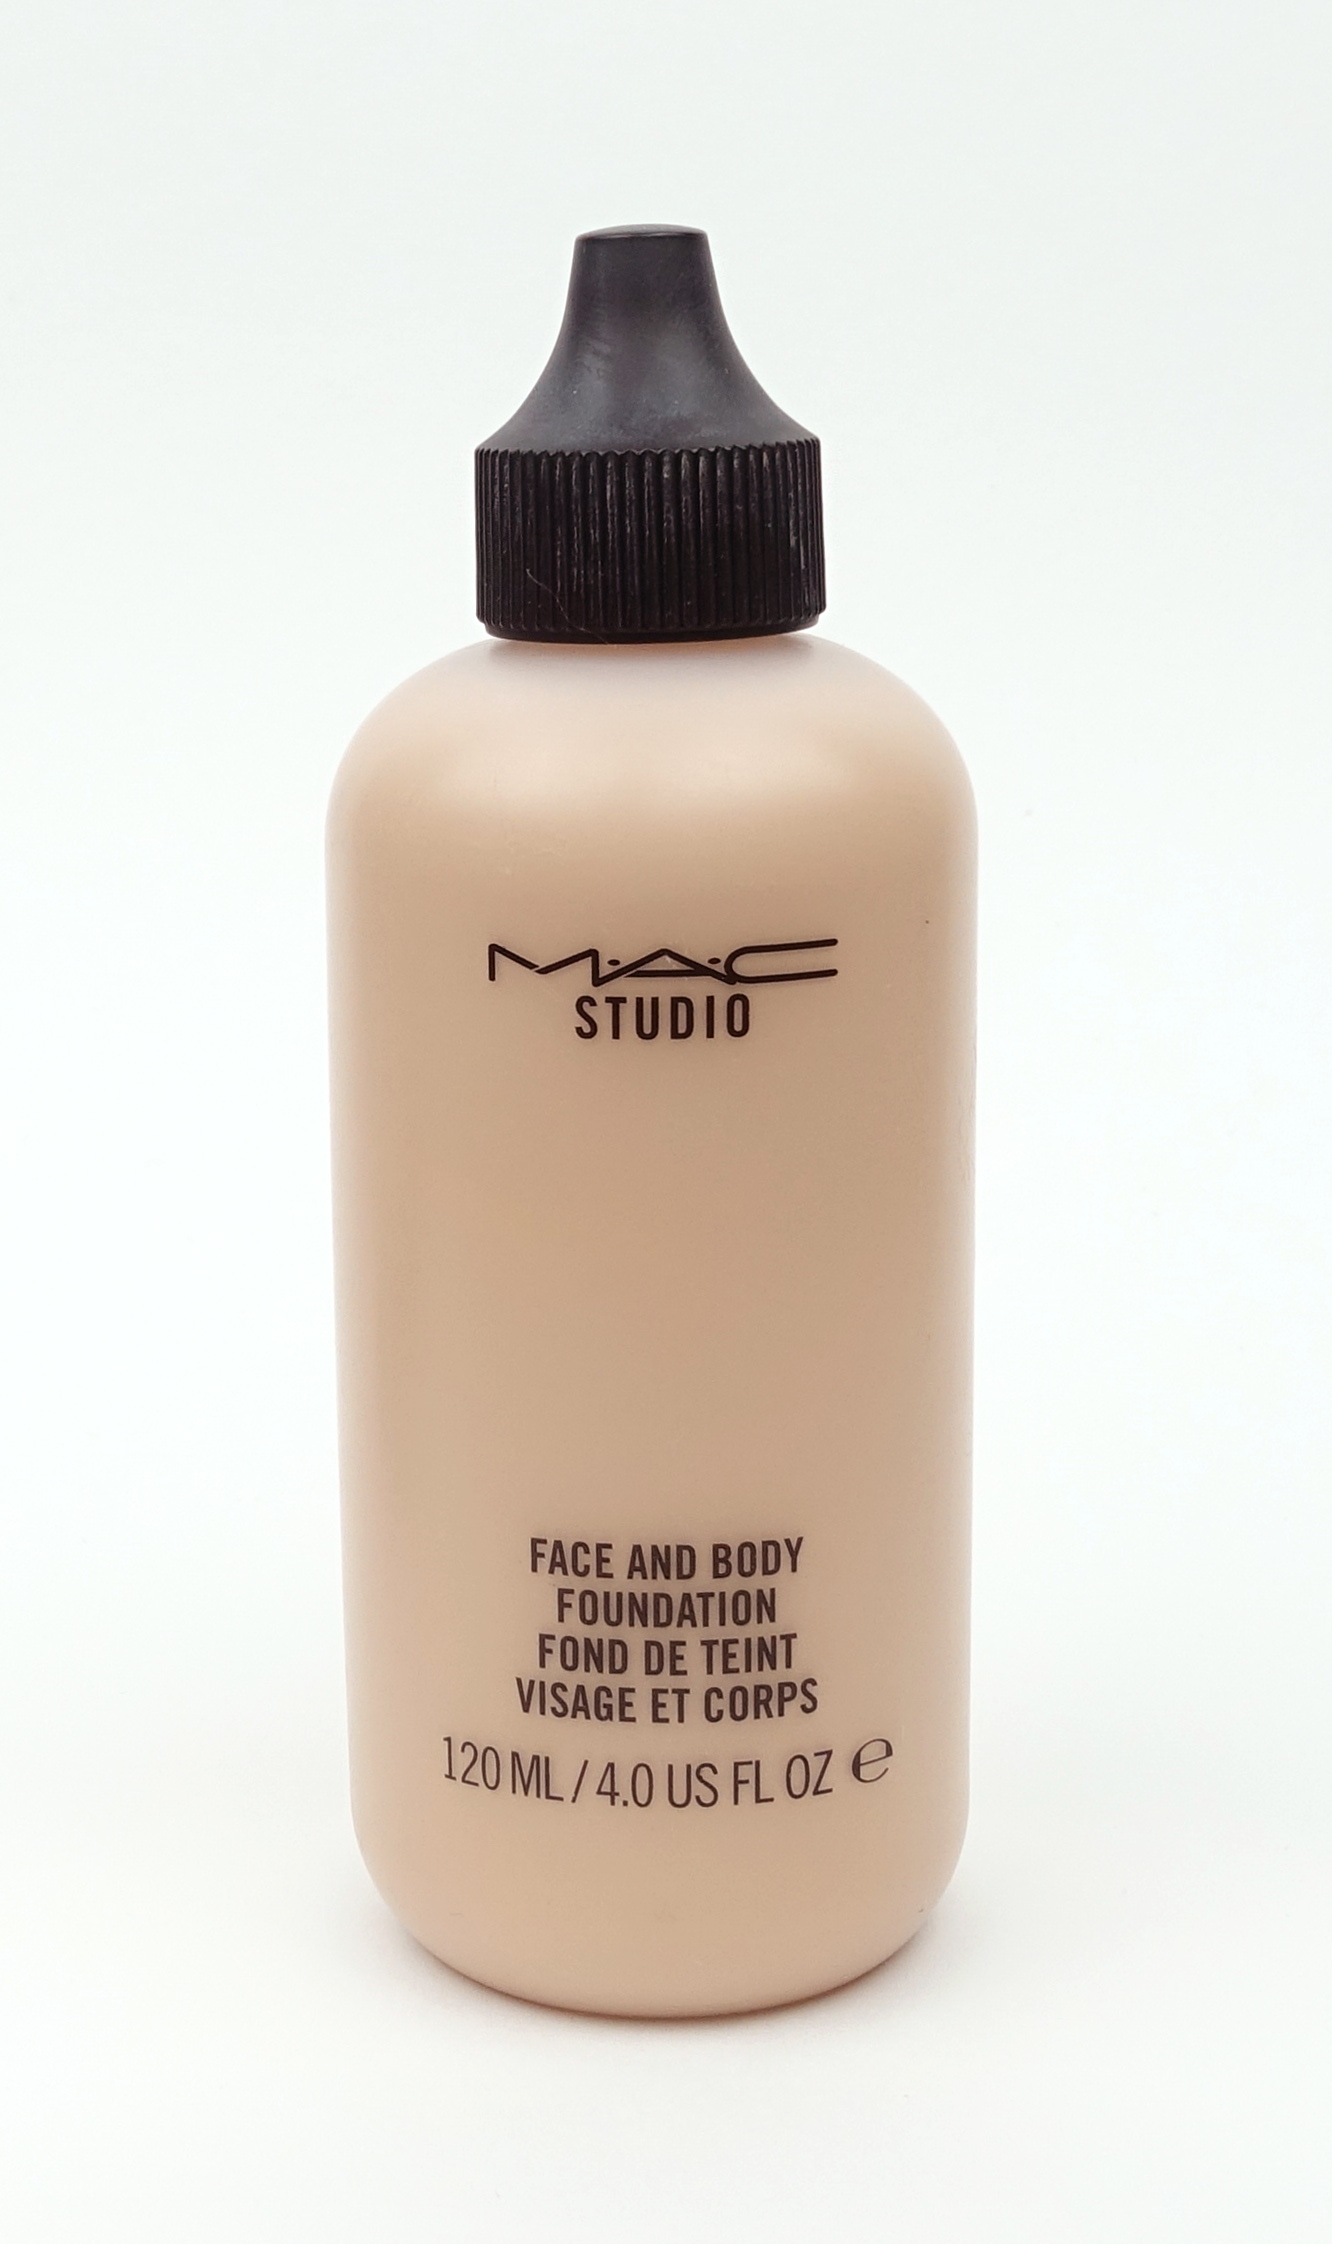 M·A·C
STUDIO
FACE AND BODY
FOUNDATION
FOND DE TEINT
VISAGE ET CORPS
120 ML / 4.0 US FL OZ ℮